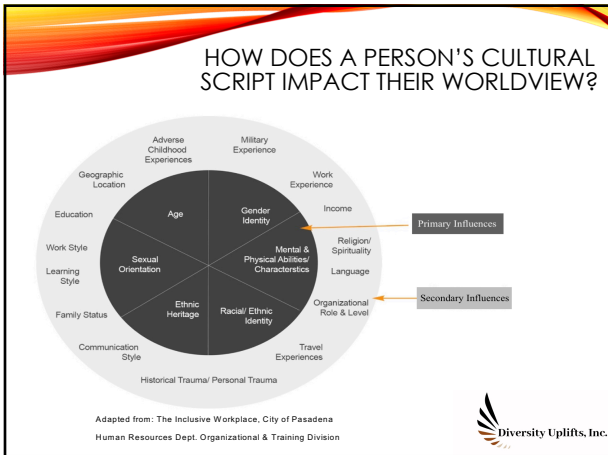 HOW DOES A PERSON'S CULTURAL
SCRIPT IMPACT THEIR WORLDVIEW?
Adverse
Childhood
Experiences
Military
Experience
Geographic
Location
Work
Experience
Education
Age
Gender
Identity
Income
Primary Influences
Work Style
Sexual
Orientation
Mental &
Physical Abilities/
Characterstics
Religion/
Spirituality
Learning
Style
Language
Secondary Influences
Family Status
Ethnic
Heritage
Racial/ Ethnic
Identity
Organizational
Role & Level
Communication
Style
Travel
Experiences
Historical Trauma/ Personal Trauma
Adapted from: The Inclusive Workplace, City of Pasadena
Human Resources Dept. Organizational & Training Division
Diversity Uplifts, Inc.